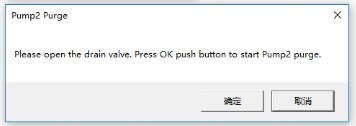 Pump2 Purge
Please open the drain valve. Press OK push button to start Pump2 purge.
确定
取消